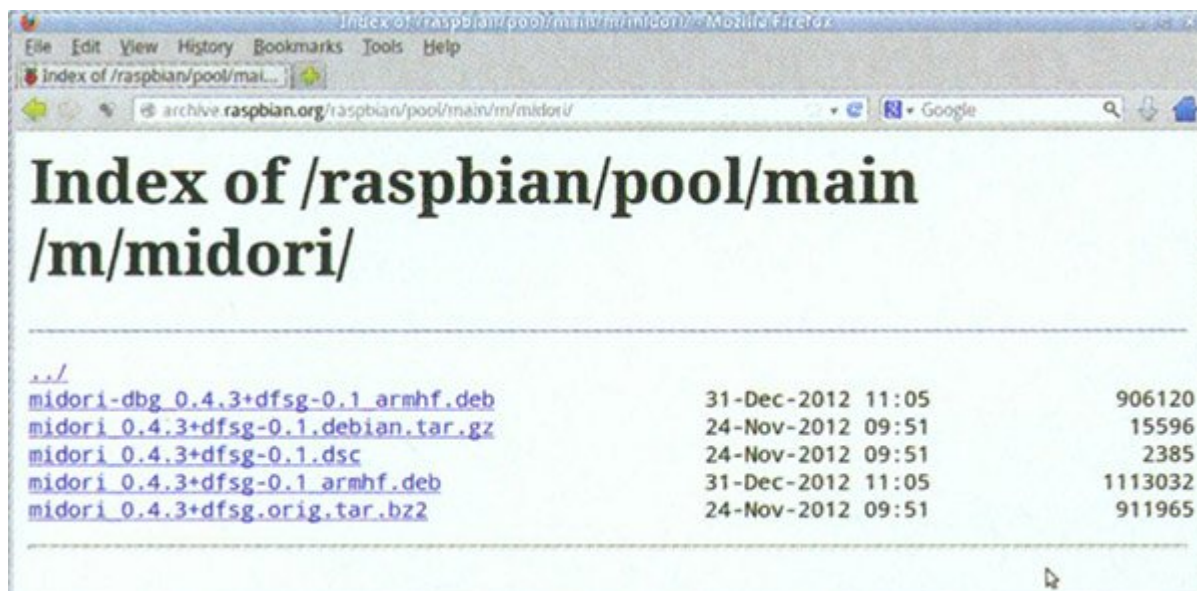 Index of /raspbian/pool/main/m/midori/ - Mozilla Firefox
File Edit View History Bookmarks Tools Help
Index of /raspbian/pool/mai...
archive.raspbian.org/raspbian/pool/main/m/midori/ Google
Index of /raspbian/pool/main
/m/midori/
../
midori-dbg_0.4.3+dfsg-0.1_armhf.deb 31-Dec-2012 11:05 906120
midori_0.4.3+dfsg-0.1.debian.tar.gz 24-Nov-2012 09:51 15596
midori_0.4.3+dfsg-0.1.dsc 24-Nov-2012 09:51 2385
midori_0.4.3+dfsg-0.1_armhf.deb 31-Dec-2012 11:05 1113032
midori_0.4.3+dfsg.orig.tar.bz2 24-Nov-2012 09:51 911965